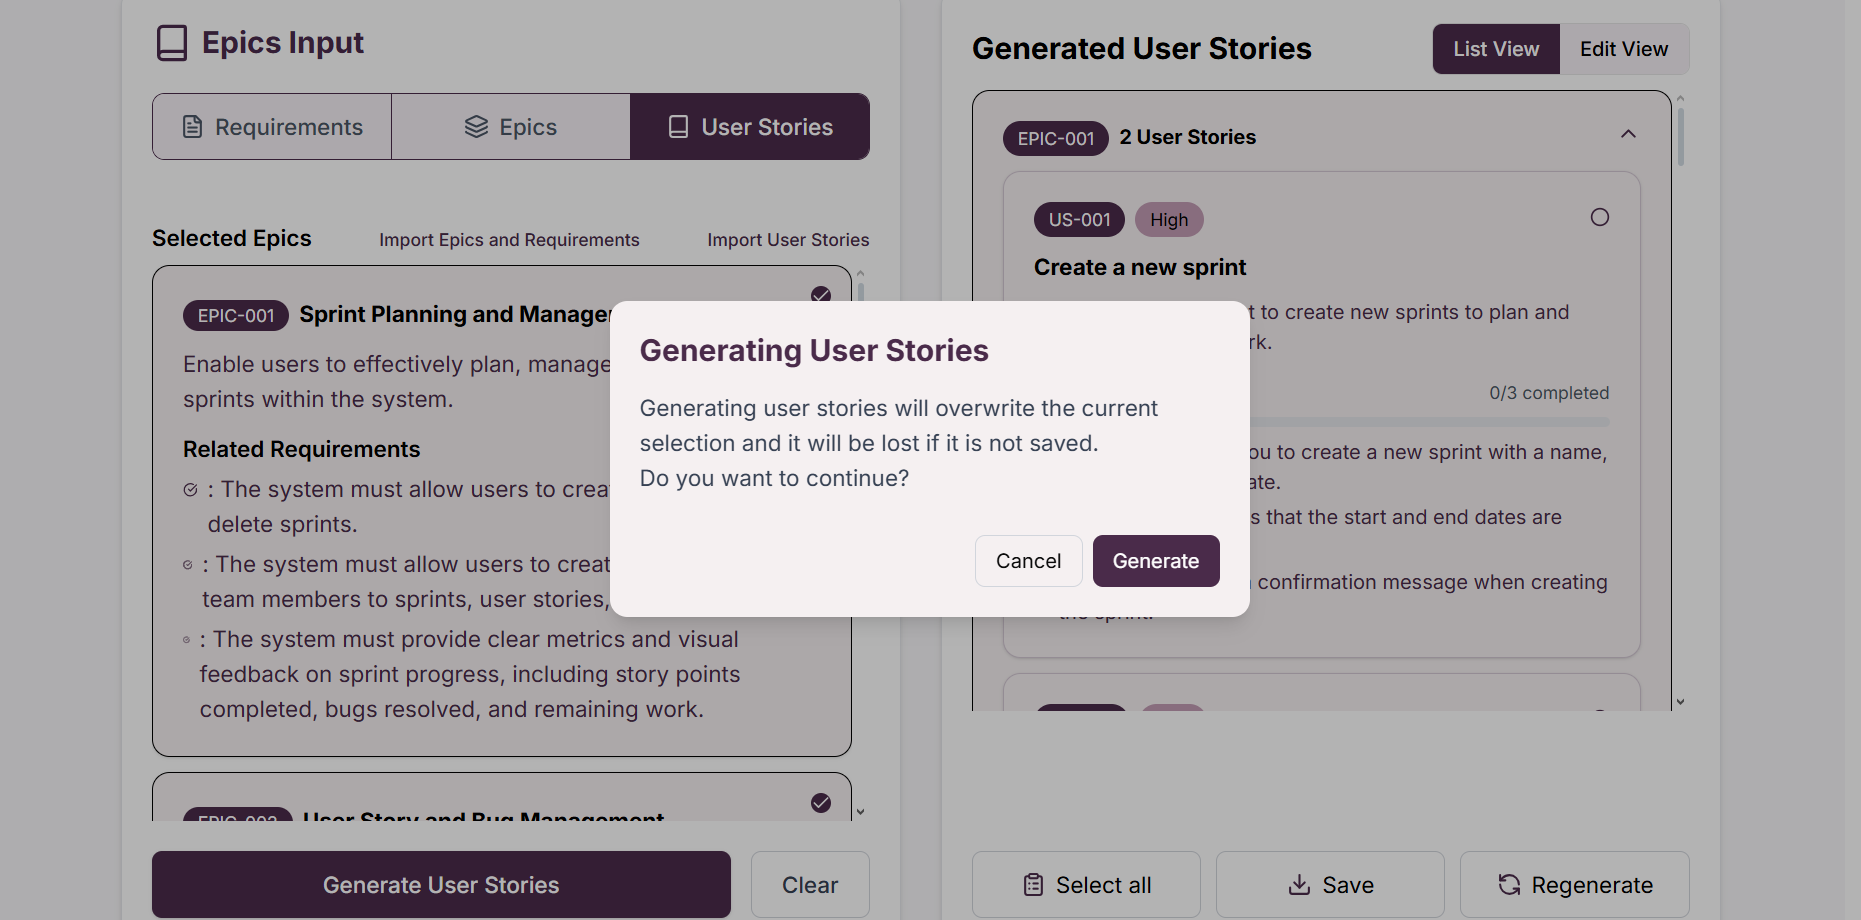 Epics Input
Requirements
Epics
User Stories
Selected Epics
Import Epics and Requirements
Import User Stories
EPIC-001
Sprint Planning and Manage
Enable users to effectively plan, manage
sprints within the system.
Related Requirements
: The system must allow users to crea
delete sprints.
: The system must allow users to creat
team members to sprints, user stories,
: The system must provide clear metrics and visual
feedback on sprint progress, including story points
completed, bugs resolved, and remaining work.
User Story and Bug Management
Generate User Stories
Clear
Generating User Stories
Generating user stories will overwrite the current
selection and it will be lost if it is not saved.
Do you want to continue?
Cancel
Generate
Generated User Stories
List View
Edit View
EPIC-001
2 User Stories
US-001
High
Create a new sprint
t to create new sprints to plan and
rk.
0/3 completed
ou to create a new sprint with a name,
ate.
s that the start and end dates are
confirmation message when creating
the sprint.
Select all
Save
Regenerate